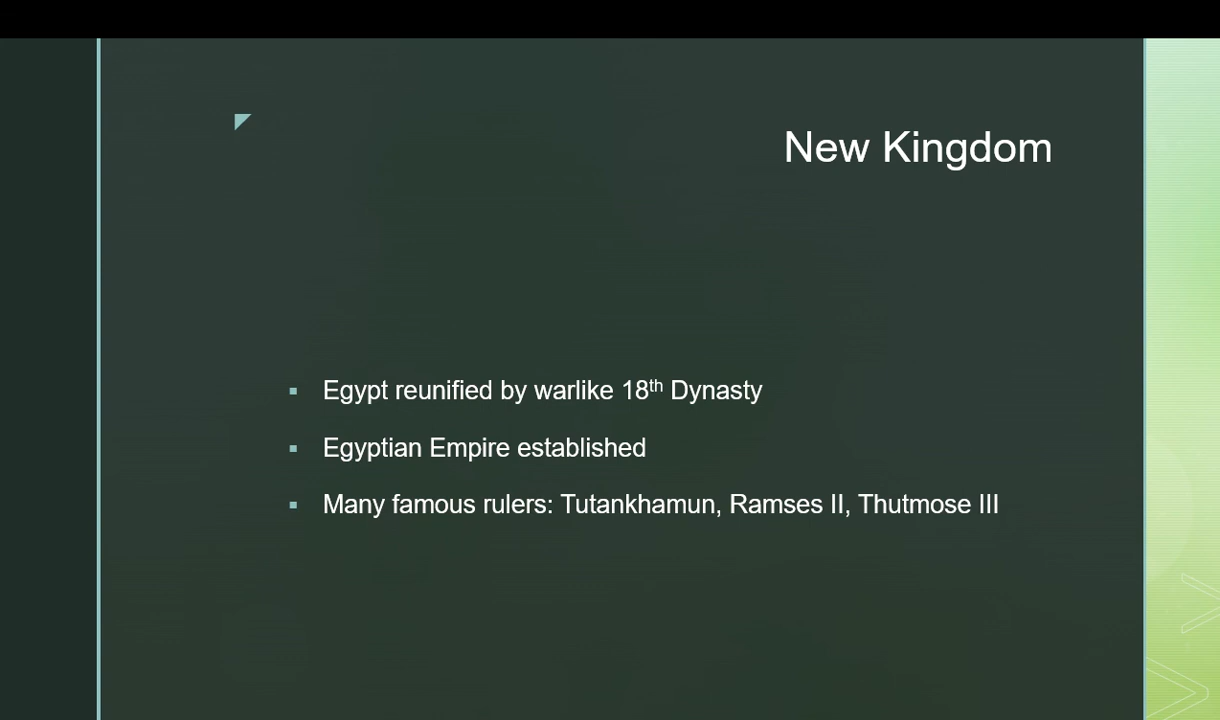 New Kingdom
▪ Egypt reunified by warlike 18th Dynasty
▪ Egyptian Empire established
▪ Many famous rulers: Tutankhamun, Ramses II, Thutmose III